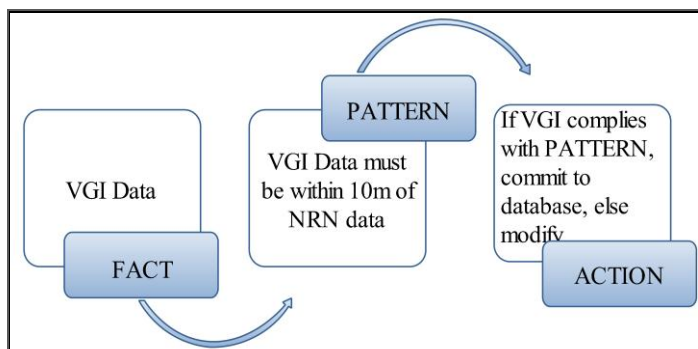 VGI Data
FACT
PATTERN
VGI Data must
be within 10m of
NRN data
If VGI complies
with PATTERN,
commit to
database, else
modify
ACTION